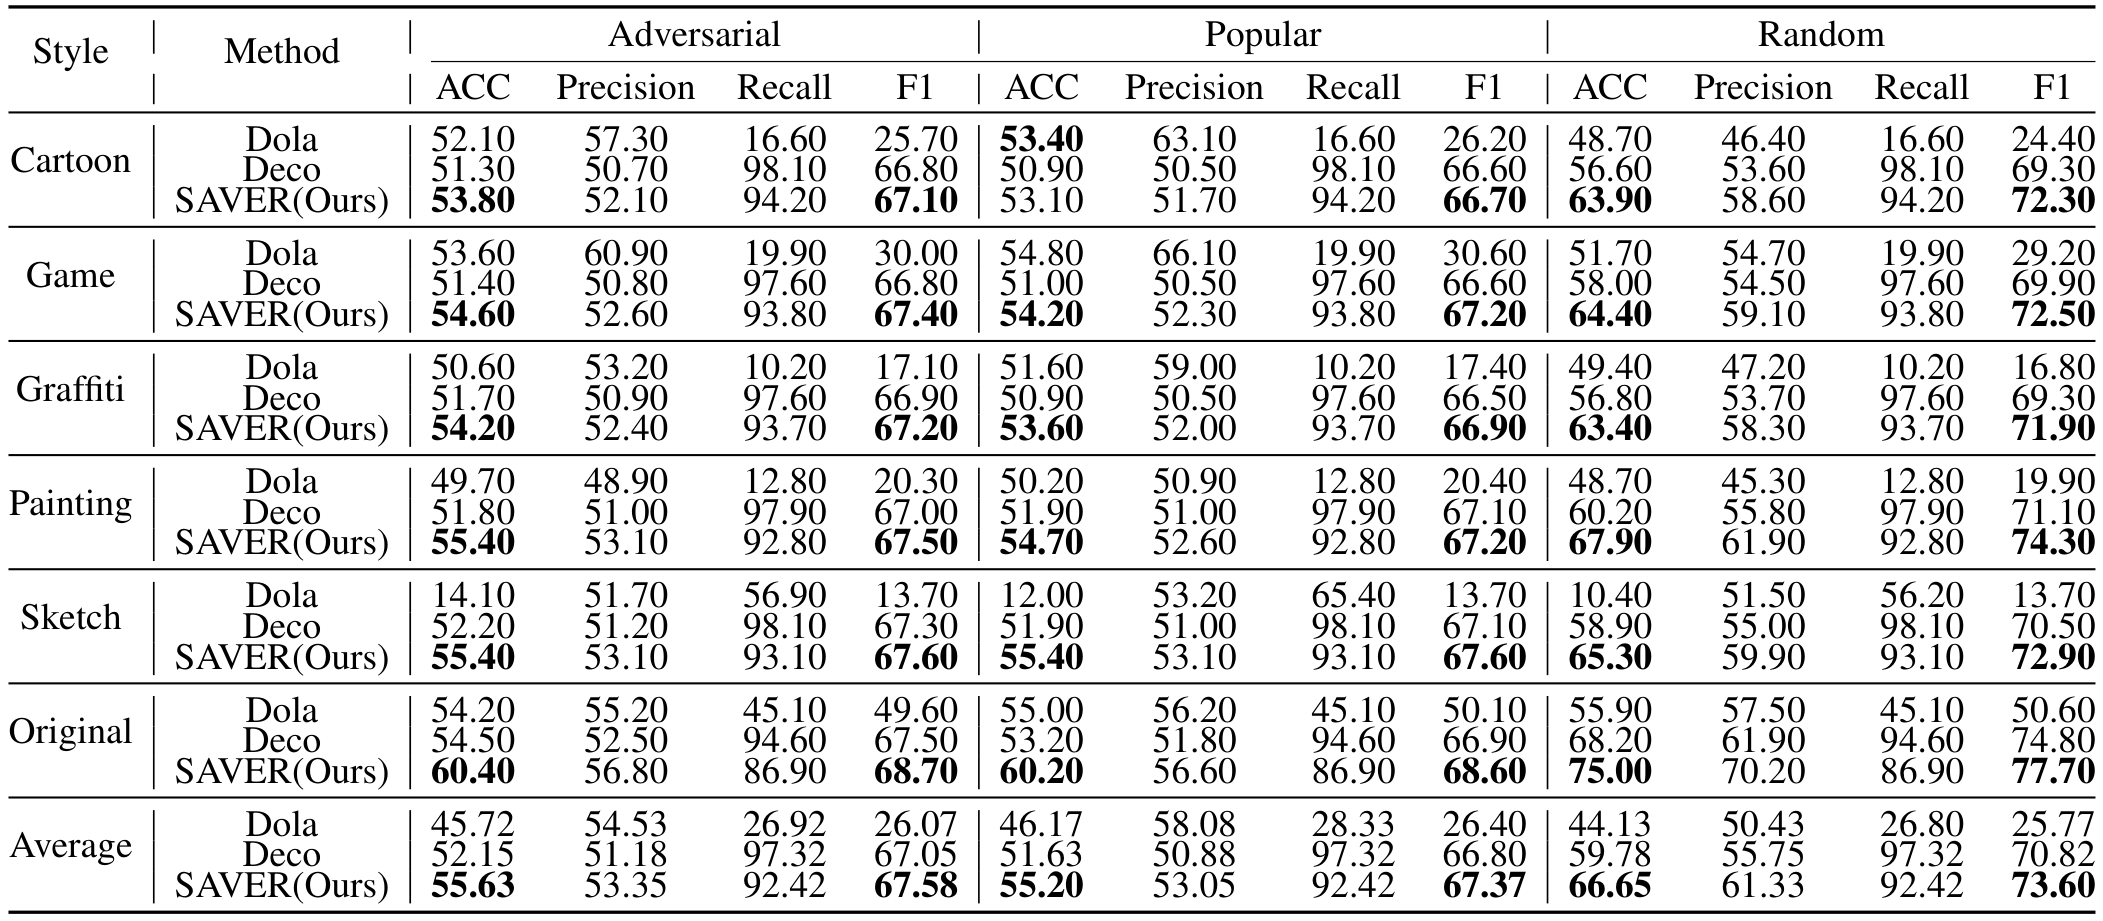 Style Method Adversarial Popular Random
ACC Precision Recall F1 ACC Precision Recall F1 ACC Precision Recall F1
Cartoon
Dola 52.10 57.30 16.60 25.70 53.40 63.10 16.60 26.20 48.70 46.40 16.60 24.40
Deco 51.30 50.70 98.10 66.80 50.90 50.50 98.10 66.60 56.60 53.60 98.10 69.30
SAVER(Ours) 53.80 52.10 94.20 67.10 53.10 51.70 94.20 66.70 63.90 58.60 94.20 72.30
Game
Dola 53.60 60.90 19.90 30.00 54.80 66.10 19.90 30.60 51.70 54.70 19.90 29.20
Deco 51.40 50.80 97.60 66.80 51.00 50.50 97.60 66.60 58.00 54.50 97.60 69.90
SAVER(Ours) 54.60 52.60 93.80 67.40 54.20 52.30 93.80 67.20 64.40 59.10 93.80 72.50
Graffiti
Dola 50.60 53.20 10.20 17.10 51.60 59.00 10.20 17.40 49.40 47.20 10.20 16.80
Deco 51.70 50.90 97.60 66.90 50.90 50.50 97.60 66.50 56.80 53.70 97.60 69.30
SAVER(Ours) 54.20 52.40 93.70 67.20 53.60 52.00 93.70 66.90 63.40 58.30 93.70 71.90
Painting
Dola 49.70 48.90 12.80 20.30 50.20 50.90 12.80 20.40 48.70 45.30 12.80 19.90
Deco 51.80 51.00 97.90 67.00 51.90 51.00 97.90 67.10 60.20 55.80 97.90 71.10
SAVER(Ours) 55.40 53.10 92.80 67.50 54.70 52.60 92.80 67.20 67.90 61.90 92.80 74.30
Sketch
Dola 14.10 51.70 56.90 13.70 12.00 53.20 65.40 13.70 10.40 51.50 56.20 13.70
Deco 52.20 51.20 98.10 67.30 51.90 51.00 98.10 67.10 58.90 55.00 98.10 70.50
SAVER(Ours) 55.40 53.10 93.10 67.60 55.40 53.10 93.10 67.60 65.30 59.90 93.10 72.90
Original
Dola 54.20 55.20 45.10 49.60 55.00 56.20 45.10 50.10 55.90 57.50 45.10 50.60
Deco 54.50 52.50 94.60 67.50 53.20 51.80 94.60 66.90 68.20 61.90 94.60 74.80
SAVER(Ours) 60.40 56.80 86.90 68.70 60.20 56.60 86.90 68.60 75.00 70.20 86.90 77.70
Average
Dola 45.72 54.53 26.92 26.07 46.17 58.08 28.33 26.40 44.13 50.43 26.80 25.77
Deco 52.15 51.18 97.32 67.05 51.63 50.88 97.32 66.80 59.78 55.75 97.32 70.82
SAVER(Ours) 55.63 53.35 92.42 67.58 55.20 53.05 92.42 67.37 66.65 61.33 92.42 73.60